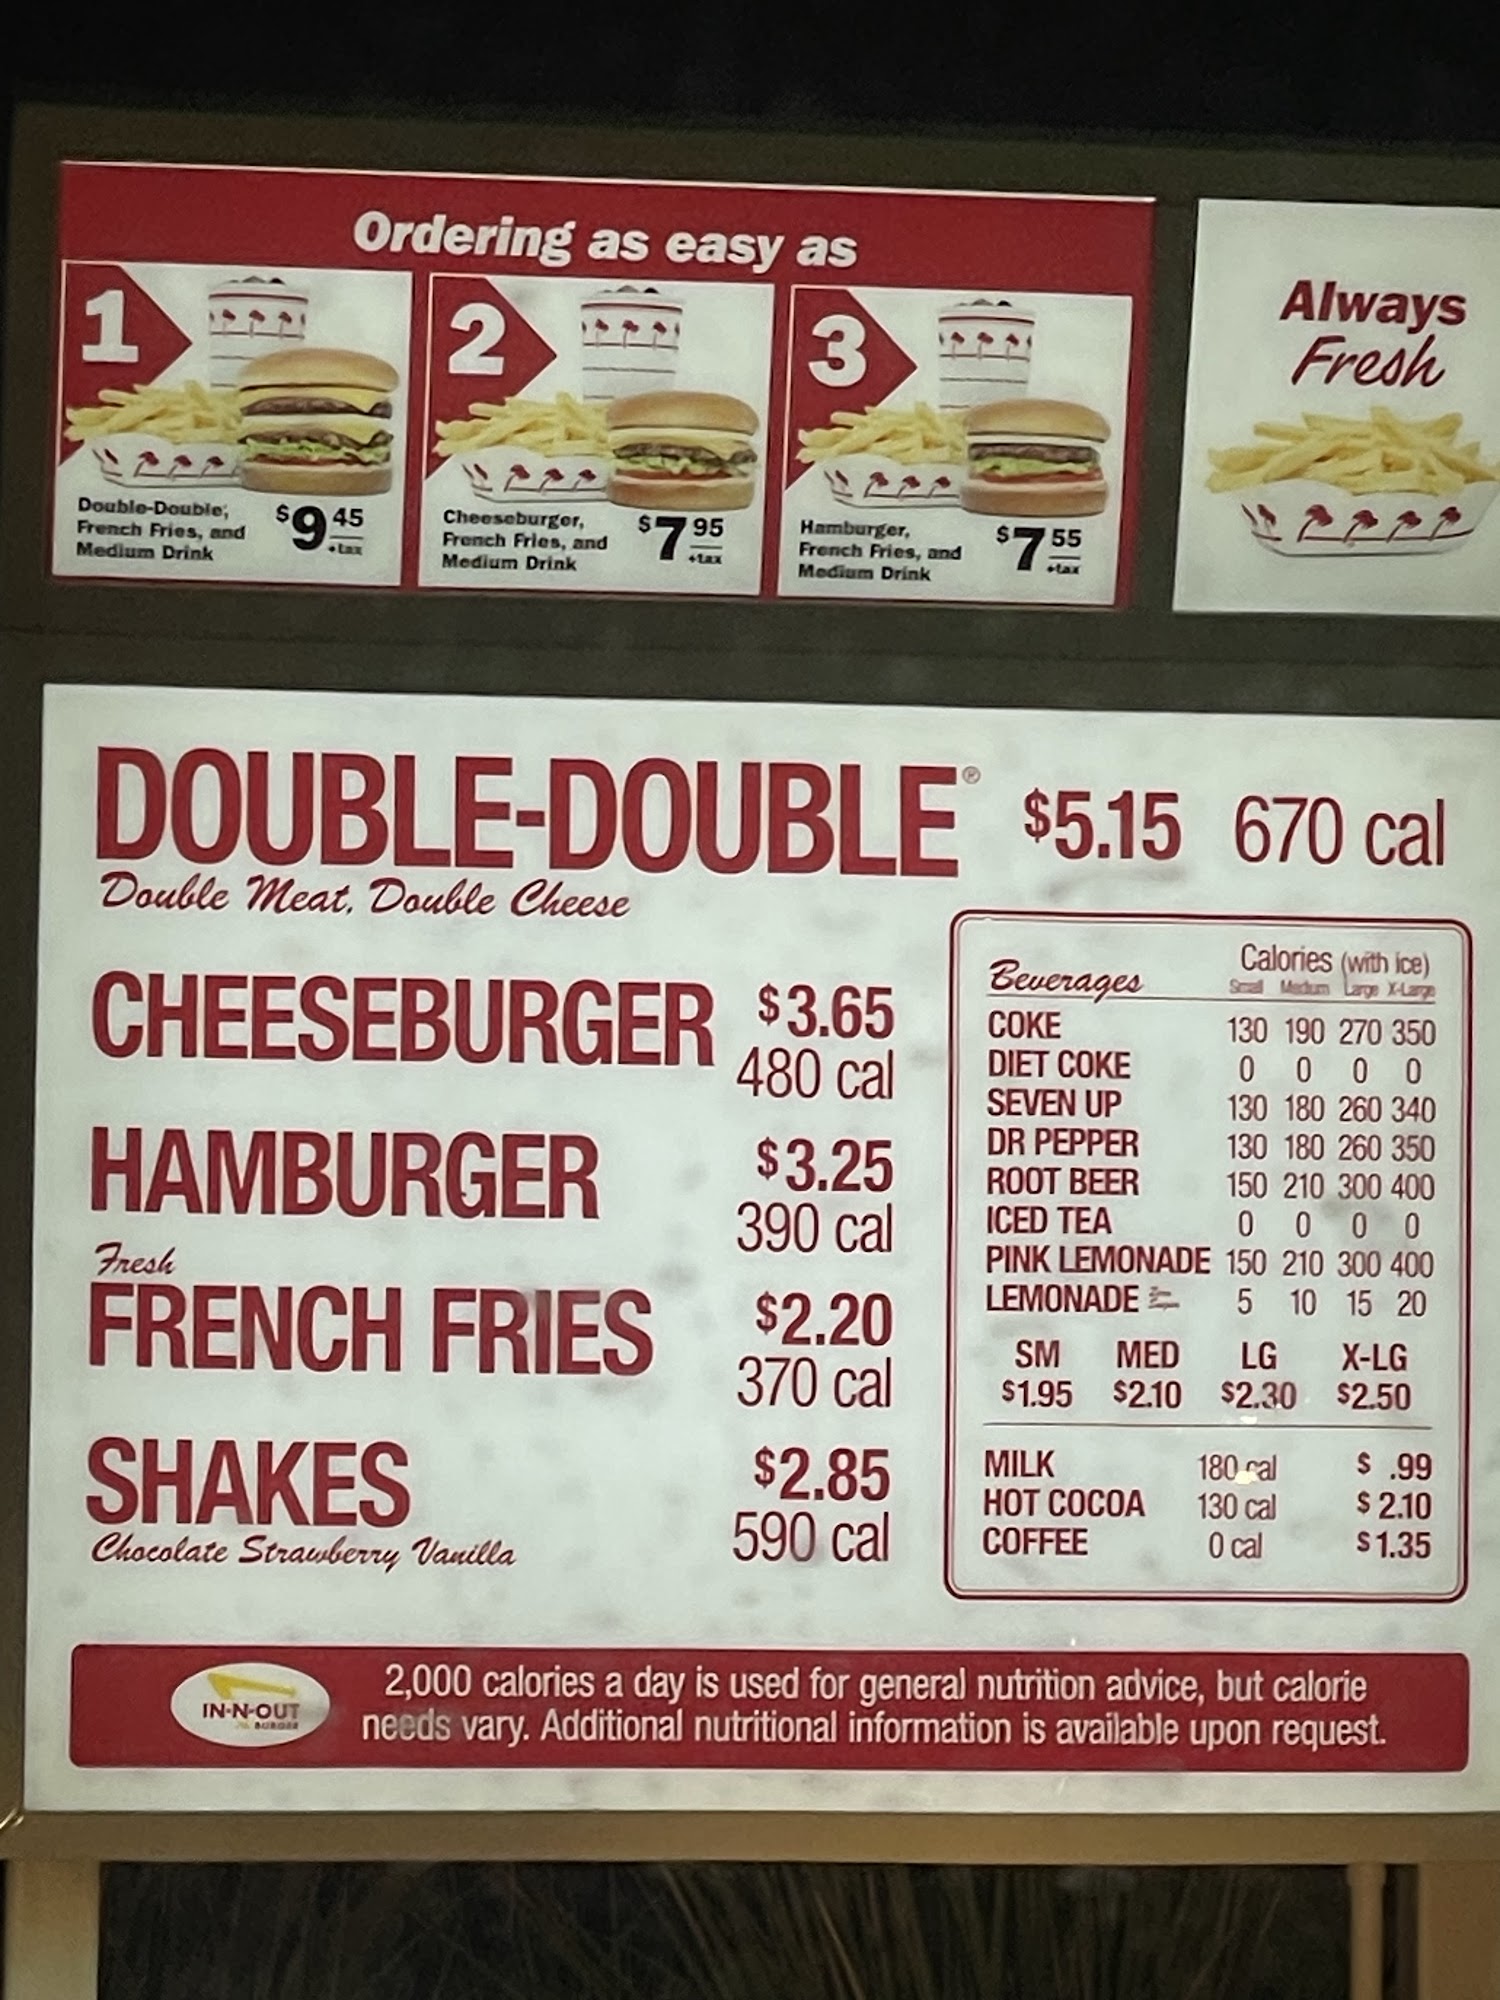 Ordering as easy as
1
Double-Double,
French Fries, and
Medium Drink
$9 45
+tax
2
Cheeseburger,
French Fries, and
Medium Drink
$7 95
+tax
3
Hamburger,
French Fries, and
Medium Drink
$7 55
+tax
Always
Fresh
DOUBLE-DOUBLE® $5.15 670 cal
Double Meat, Double Cheese
CHEESEBURGER $3.65
480 cal
HAMBURGER $3.25
390 cal
Fresh
FRENCH FRIES $2.20
370 cal
SHAKES $2.85
590 cal
Chocolate Strawberry Vanilla
Beverages Calories (with ice)
Small Medium Large X-Large
COKE 130 190 270 350
DIET COKE 0 0 0 0
SEVEN UP 130 180 260 340
DR PEPPER 130 180 260 350
ROOT BEER 150 210 300 400
ICED TEA 0 0 0 0
PINK LEMONADE 150 210 300 400
LEMONADE 5 10 15 20
SM MED LG X-LG
$1.95 $2.10 $2.30 $2.50
MILK 180 cal $ .99
HOT COCOA 130 cal $ 2.10
COFFEE 0 cal $ 1.35
IN-N-OUT
BURGER
2,000 calories a day is used for general nutrition advice, but calorie
needs vary. Additional nutritional information is available upon request.